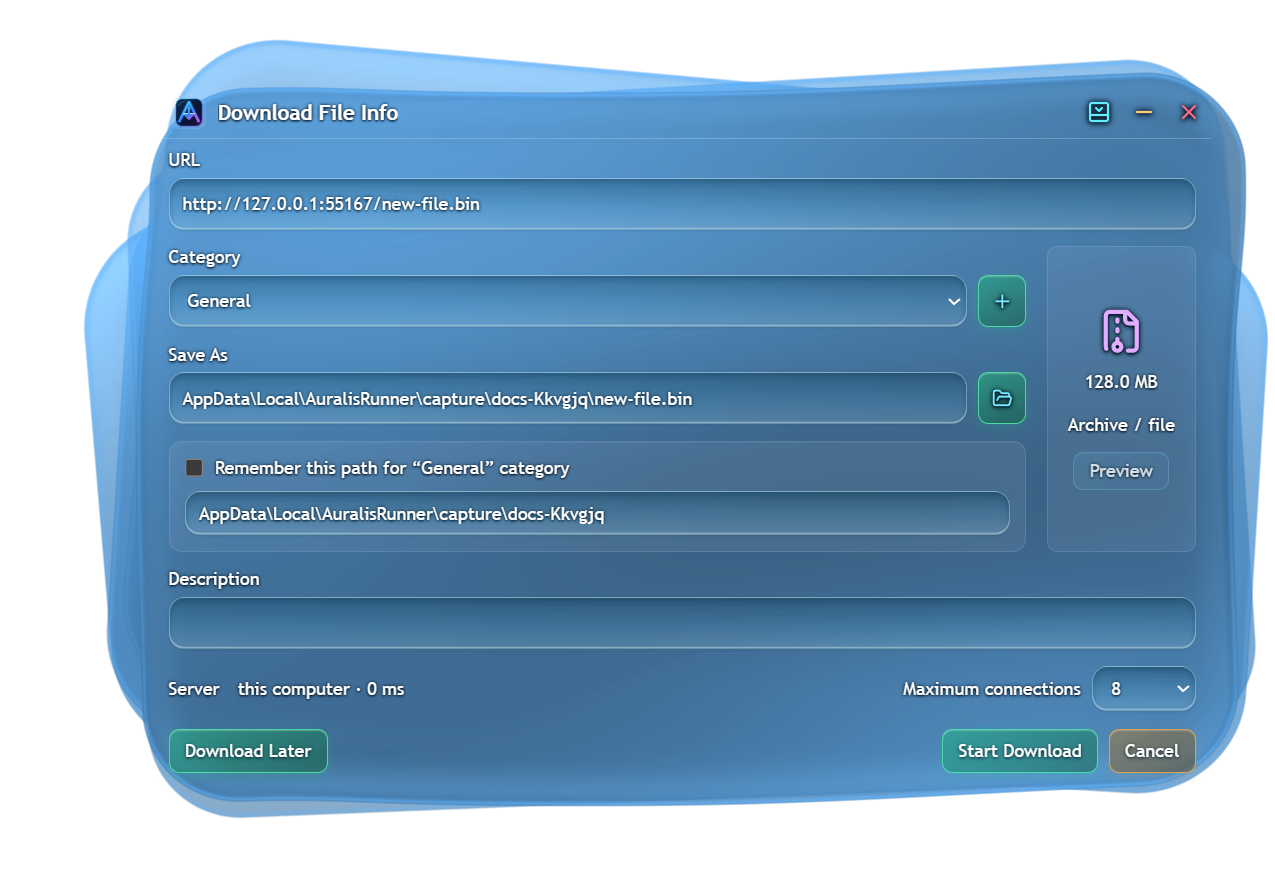 Download File Info
URL
http://127.0.0.1:55167/new-file.bin
Category
General
Save As
AppData\Local\AuralisRunner\capture\docs-Kkvgjq\new-file.bin
128.0 MB
Archive / file
Preview
Remember this path for “General” category
AppData\Local\AuralisRunner\capture\docs-Kkvgjq
Description
Server this computer · 0 ms
Maximum connections 8
Download Later
Start Download
Cancel